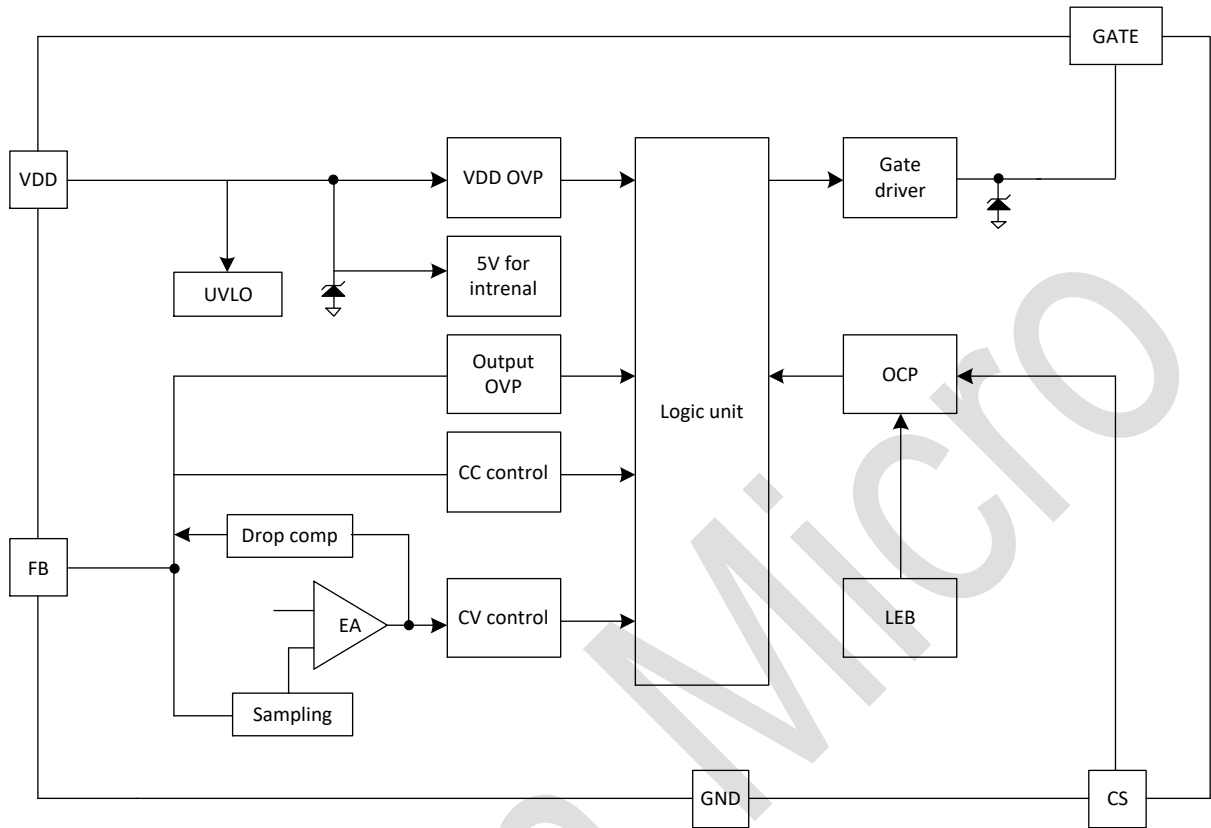 GATE
VDD
VDD OVP
Gate
driver
5V for
intrenal
UVLO
Output
OVP
OCP
Logic unit
CC control
Drop comp
FB
EA
CV control
LEB
Sampling
GND
CS
Micro